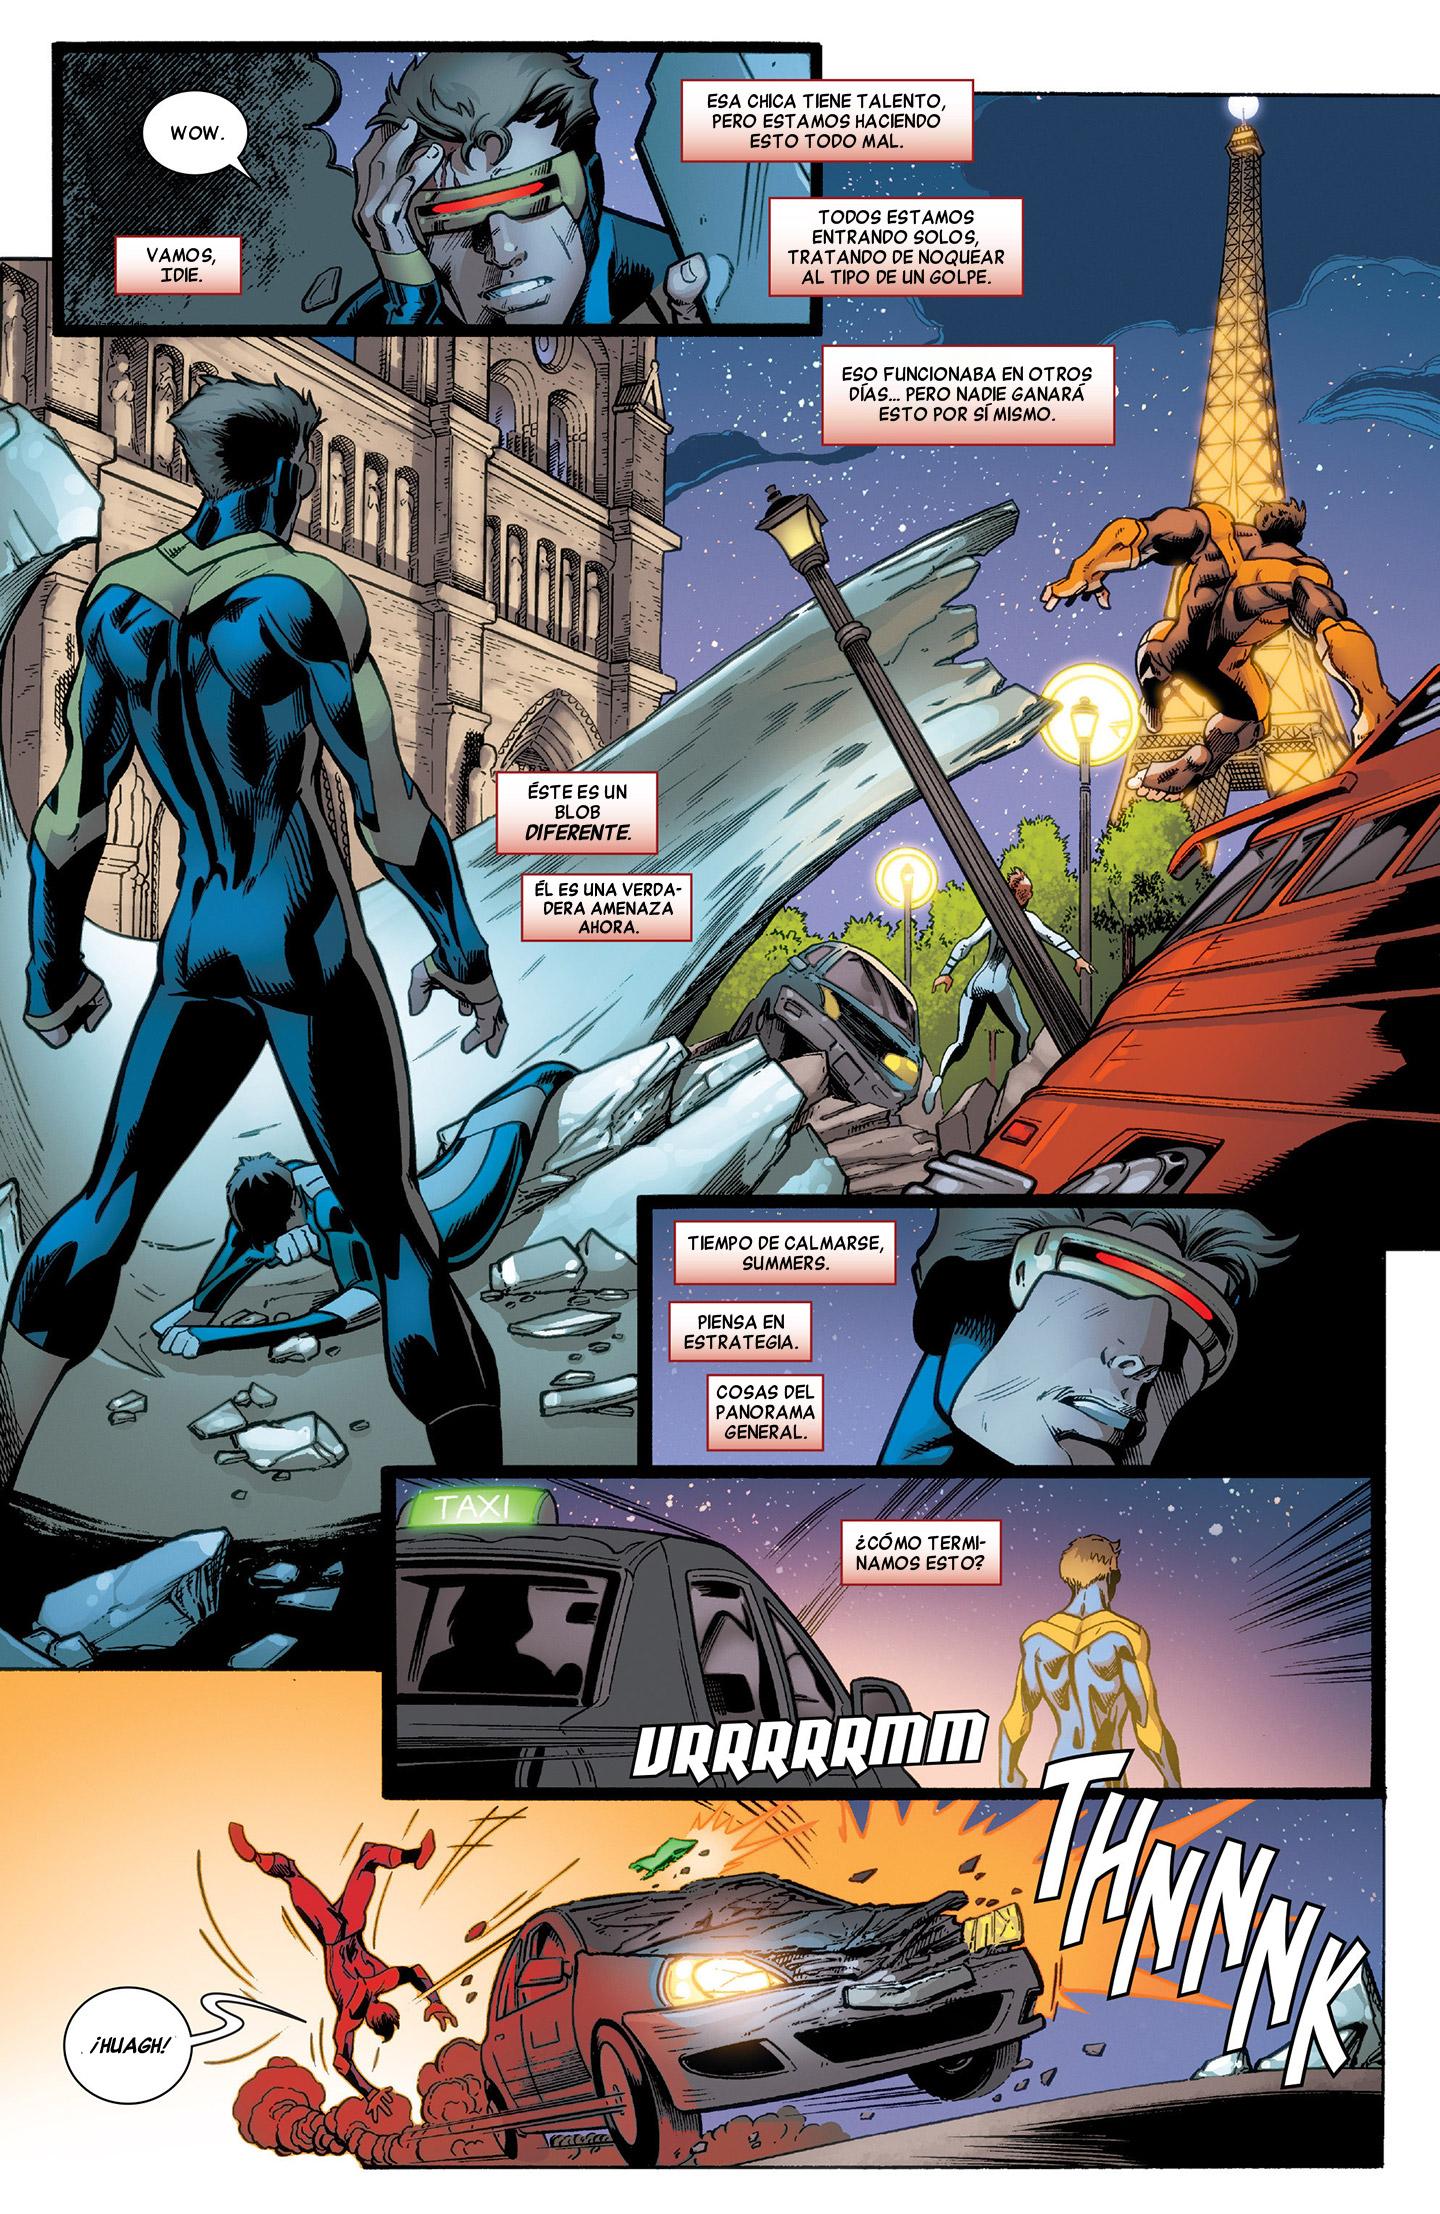 WOW.
VAMOS,
IDIE.
ESA CHICA TIENE TALENTO,
PERO ESTAMOS HACIENDO
ESTO TODO MAL.
TODOS ESTAMOS
ENTRANDO SOLOS,
TRATANDO DE NOQUEAR
AL TIPO DE UN GOLPE.
ESO FUNCIONABA EN OTROS
DÍAS... PERO NADIE GANARÁ
ESTO POR SÍ MISMO.
ÉSTE ES UN
BLOB
DIFERENTE.
ÉL ES UNA VERDA-
DERA AMENAZA
AHORA.
TIEMPO DE CALMARSE,
SUMMERS.
PIENSA EN
ESTRATEGIA.
COSAS DEL
PANORAMA
GENERAL.
TAXI
¿CÓMO TERMI-
NAMOS ESTO?
VRRRRRMM
THNNNNK
¡HUAGH!